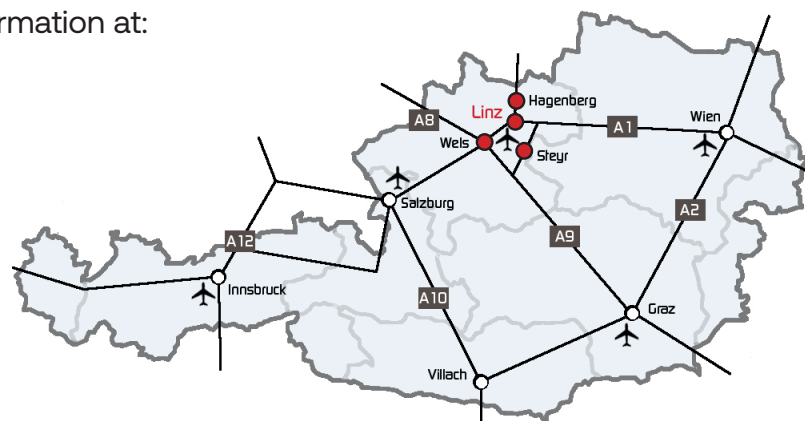 rmation at:
Hagenberg
Linz
A8
Wien
A1
Wels
Steyr
Salzburg
A2
A12
A9
Innsbruck
A10
Graz
Villach